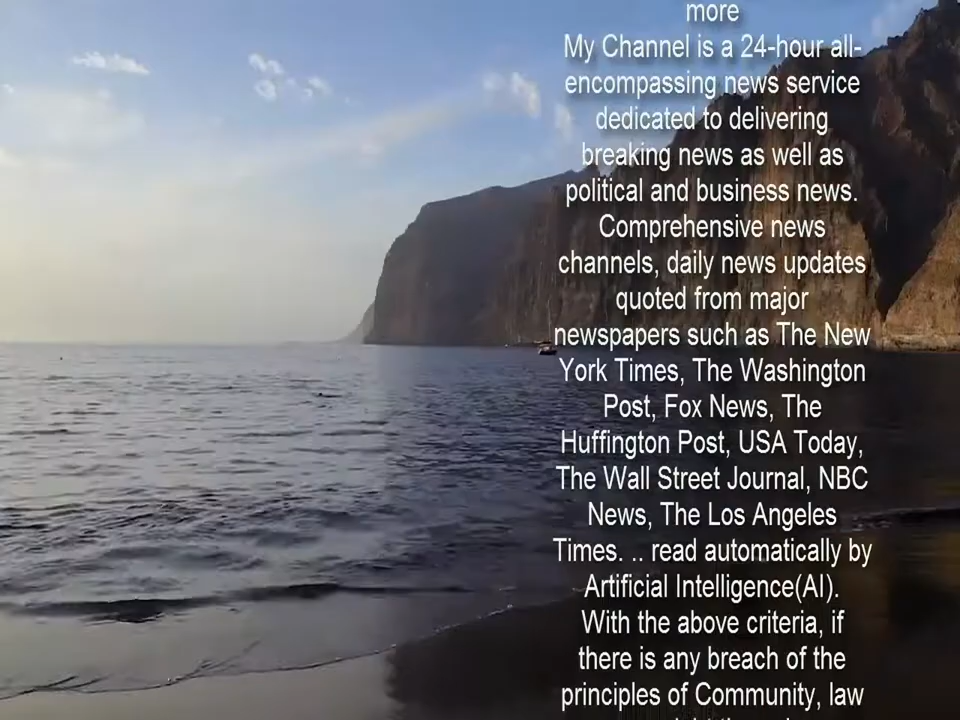 more
My Channel is a 24-hour all-
encompassing news service
dedicated to delivering
breaking news as well as
political and business news.
Comprehensive news
channels, daily news updates
quoted from major
newspapers such as The New
York Times, The Washington
Post, Fox News, The
Huffington Post, USA Today,
The Wall Street Journal, NBC
News, The Los Angeles
Times. .. read automatically by
Artificial Intelligence(AI).
With the above criteria, if
there is any breach of the
principles of Community, law